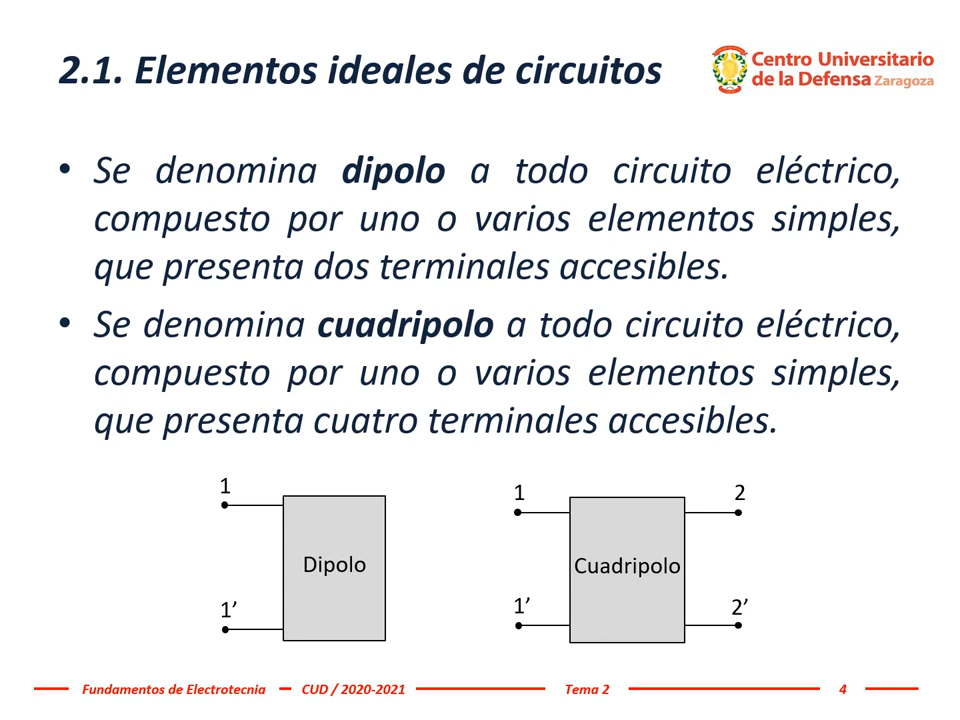 2.1. Elementos ideales de circuitos
Centro Universitario
de la Defensa Zaragoza
• Se denomina dipolo a todo circuito eléctrico,
compuesto por uno o varios elementos simples,
que presenta dos terminales accesibles.
• Se denomina cuadripolo a todo circuito eléctrico,
compuesto por uno o varios elementos simples,
que presenta cuatro terminales accesibles.
1
Dipolo
1’
1
2
Cuadripolo
1’
2’
Fundamentos de Electrotecnia CUD / 2020-2021 Tema 2 4